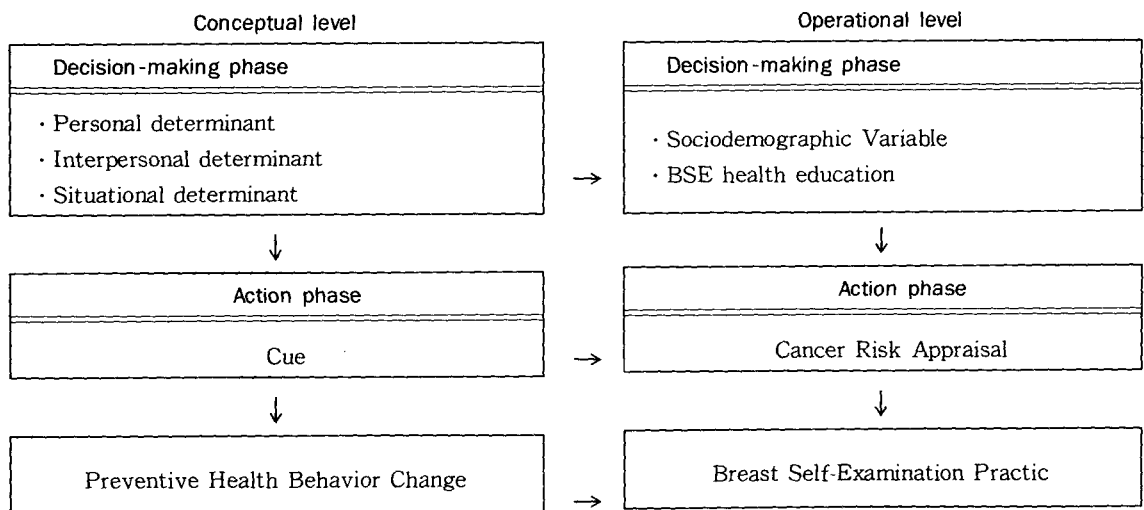 Conceptual level
Decision-making phase
· Personal determinant
· Interpersonal determinant
· Situational determinant
↓
Action phase
Cue
↓
Preventive Health Behavior Change
→
→
→
Operational level
Decision-making phase
· Sociodemographic Variable
· BSE health education
↓
Action phase
Cancer Risk Appraisal
↓
Breast Self-Examination Practic